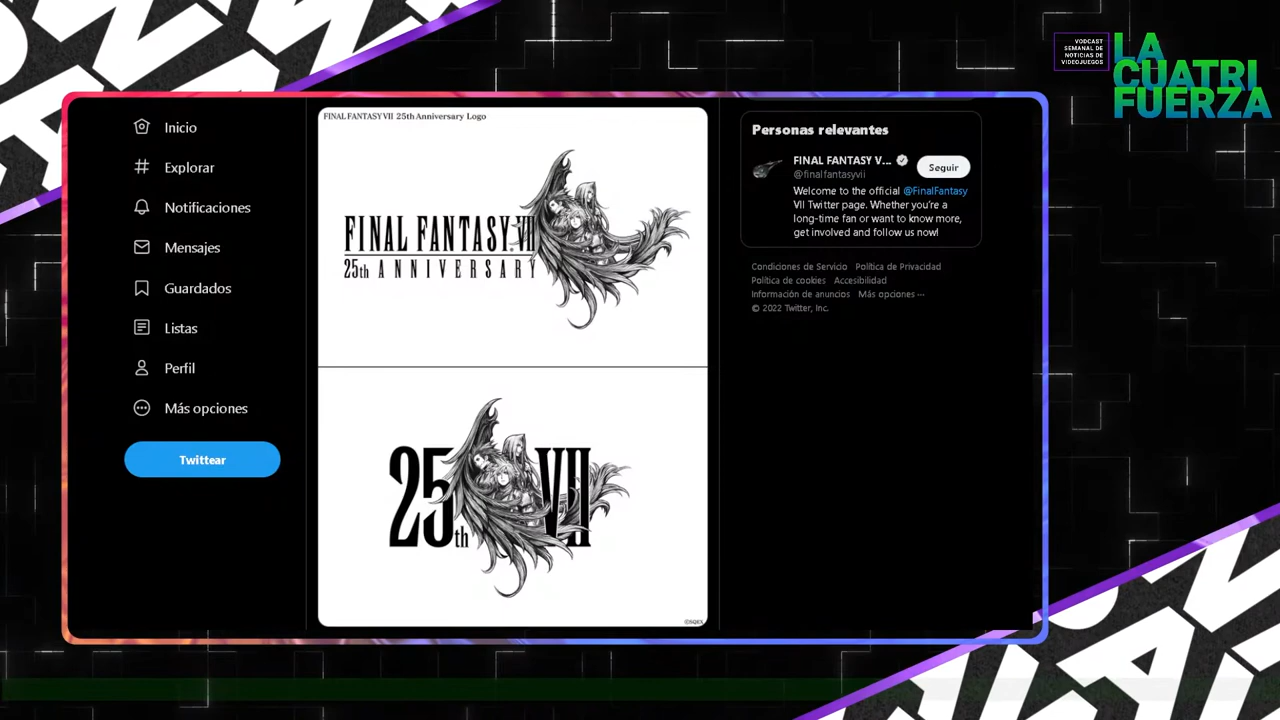 VODCAST
SEMANAL DE
NOTICIAS DE
VIDEOJUEGOS
LA
CUATRI
FUERZA
Inicio
Explorar
Notificaciones
Mensajes
Guardados
Listas
Perfil
Más opciones
Twittear
FINAL FANTASY VII 25th Anniversary Logo
FINAL FANTASY VII
25th ANNIVERSARY
25th VII
©SQEX
Personas relevantes
FINAL FANTASY V...
@finalfantasyvii
Seguir
Welcome to the official @FinalFantasy
VII Twitter page. Whether you're a
long-time fan or want to know more,
get involved and follow us now!
Condiciones de Servicio Política de Privacidad
Política de cookies Accesibilidad
Información de anuncios Más opciones ···
© 2022 Twitter, Inc.